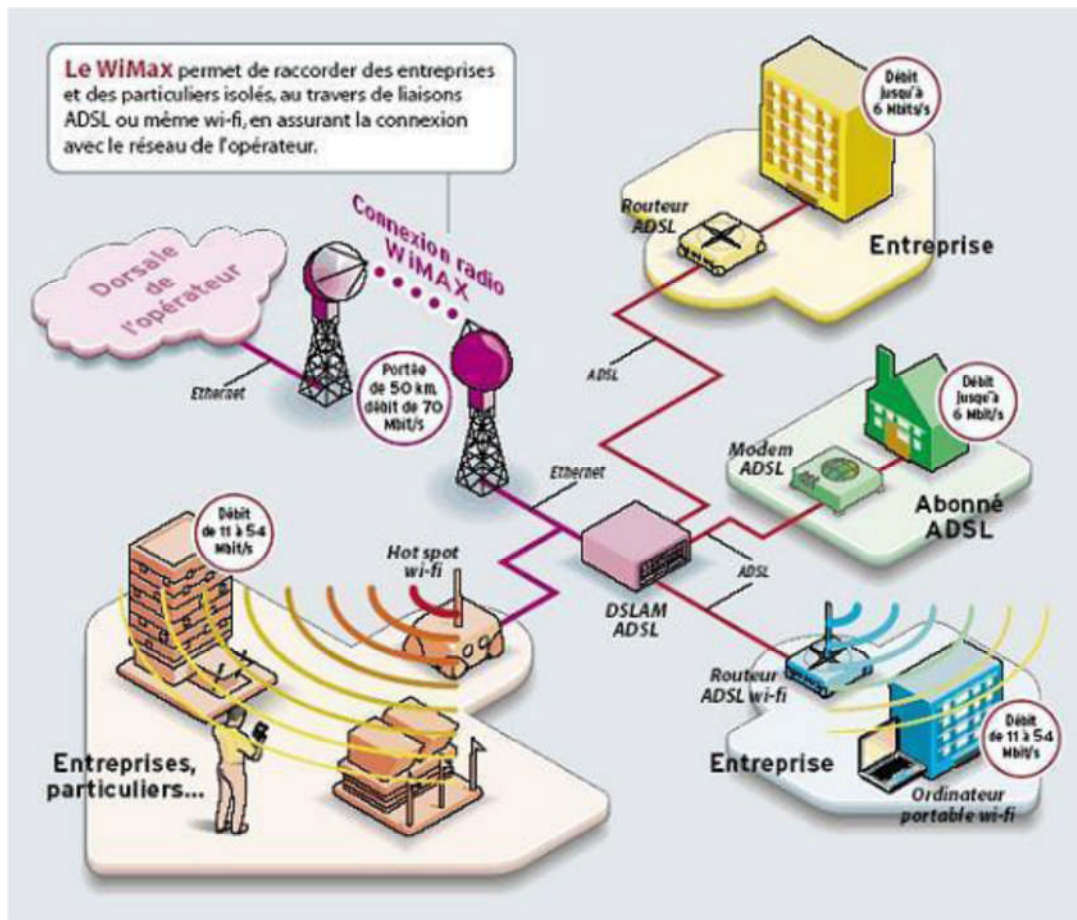 Le WiMax permet de raccorder des entreprises
et des particuliers isolés, au travers de liaisons
ADSL ou même wi-fi, en assurant la connexion
avec le réseau de l'opérateur.
Débit
jusqu'à
6 Mbits/s
Routeur
ADSL
Entreprise
Connexion radio
WiMAX
Dorsale
de
l'opérateur
Ethernet
Portée
de 50 km,
débit de 70
Mbit/s
ADSL
Débit
jusqu'à
6 Mbit/s
Modem
ADSL
Abonné
ADSL
Ethernet
Débit
de 11 à 54
Mbit/s
Hot spot
wi-fi
DSLAM
ADSL
ADSL
Routeur
ADSL wi-fi
Entreprises,
particuliers...
Entreprise
Débit
de 11 à 54
Mbit/s
Ordinateur
portable wi-fi